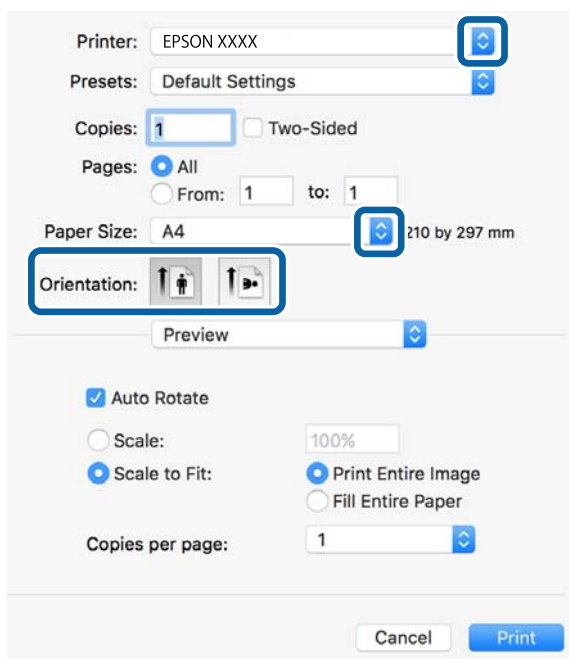 Printer: EPSON XXXX
Presets: Default Settings
Copies: 1 Two-Sided
Pages: All
From: 1 to: 1
Paper Size: A4 210 by 297 mm
Orientation:
Preview
Auto Rotate
Scale: 100%
Scale to Fit: Print Entire Image
Fill Entire Paper
Copies per page: 1
Cancel Print